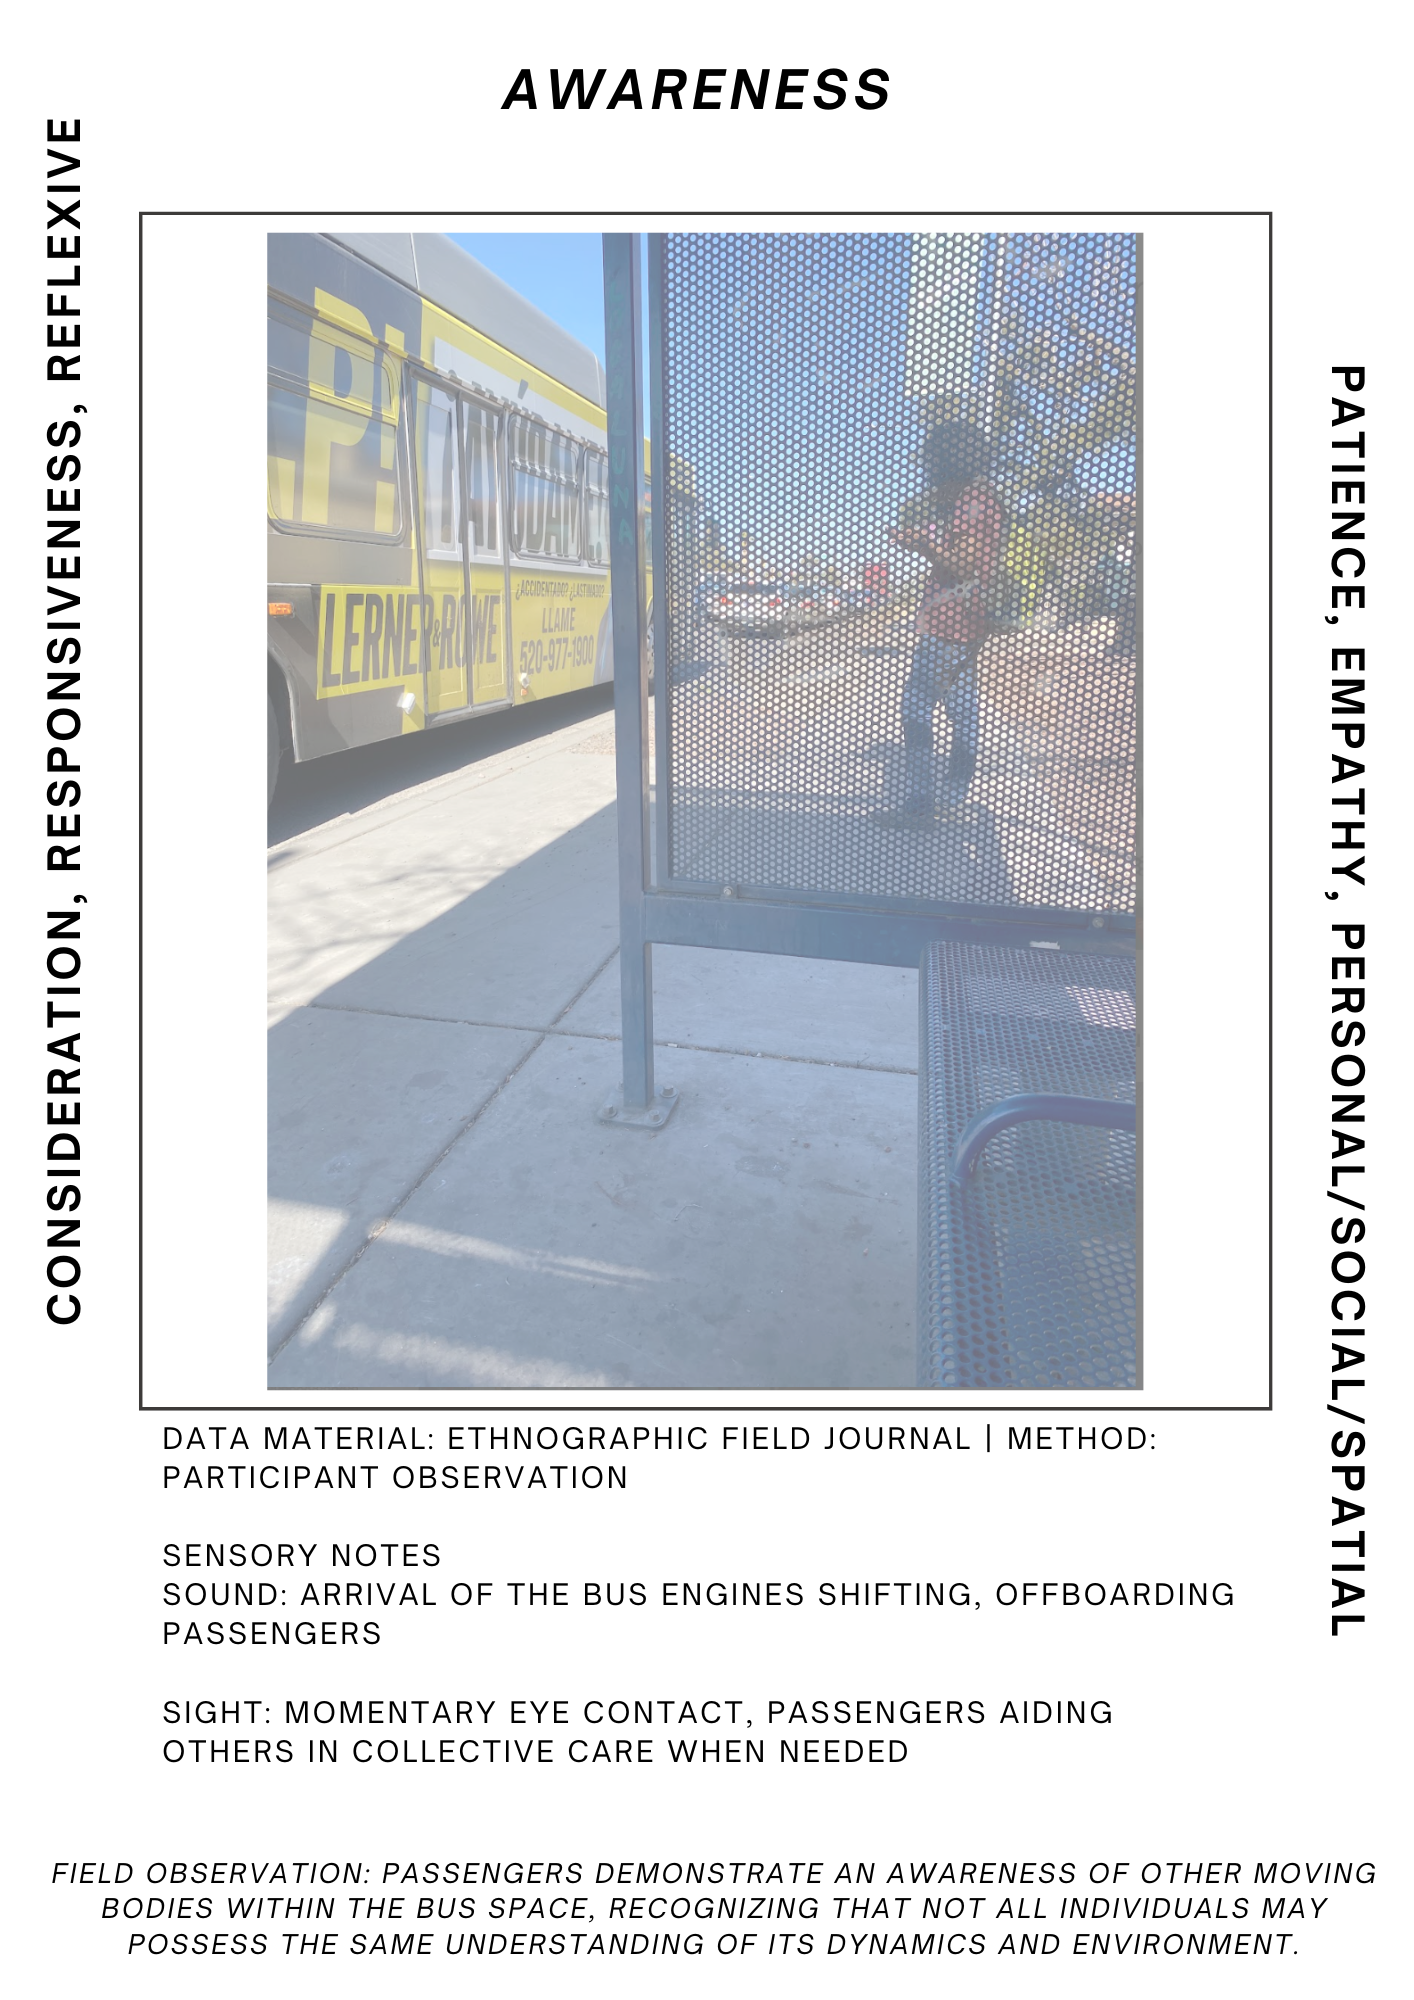 AWARENESS
CONSIDERATION, RESPONSIVENESS, REFLEXIVE
PATIENCE, EMPATHY, PERSONAL/SOCIAL/SPATIAL
LERNER & ROWE
¿ACCIDENTADO? ¿LASTIMADO?
LLAME
520-977-1900
DATA MATERIAL: ETHNOGRAPHIC FIELD JOURNAL | METHOD:
PARTICIPANT OBSERVATION
SENSORY NOTES
SOUND: ARRIVAL OF THE BUS ENGINES SHIFTING, OFFBOARDING
PASSENGERS
SIGHT: MOMENTARY EYE CONTACT, PASSENGERS AIDING
OTHERS IN COLLECTIVE CARE WHEN NEEDED
FIELD OBSERVATION: PASSENGERS DEMONSTRATE AN AWARENESS OF OTHER MOVING
BODIES WITHIN THE BUS SPACE, RECOGNIZING THAT NOT ALL INDIVIDUALS MAY
POSSESS THE SAME UNDERSTANDING OF ITS DYNAMICS AND ENVIRONMENT.